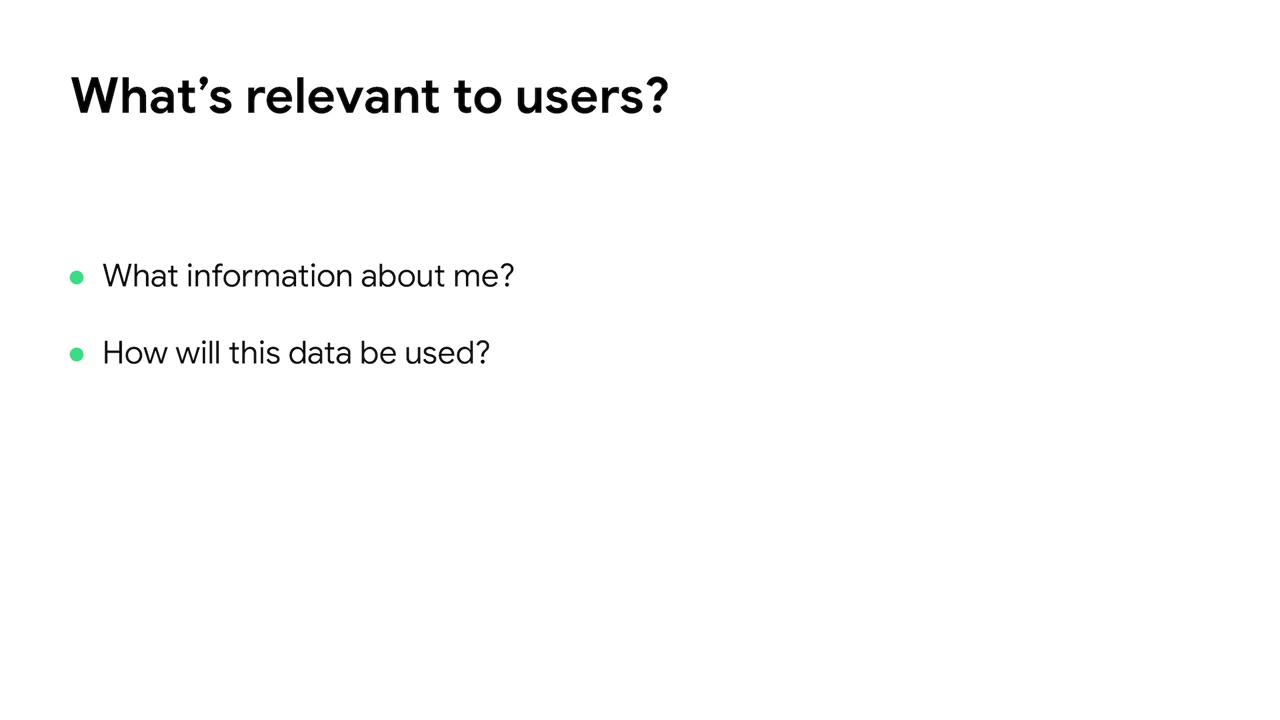 What’s relevant to users?
What information about me?
How will this data be used?